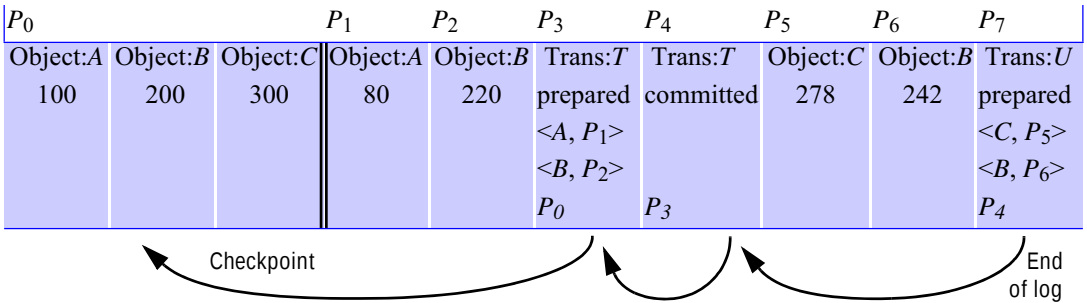 P0 P1 P2 P3 P4 P5 P6 P7
Object:A Object:B Object:C Object:A Object:B Trans:T Trans:T Object:C Object:B Trans:U
100 200 300 80 220 prepared committed 278 242 prepared
<A, P1> <C, P5>
<B, P2> <B, P6>
P0 P3 P4
Checkpoint End
of log